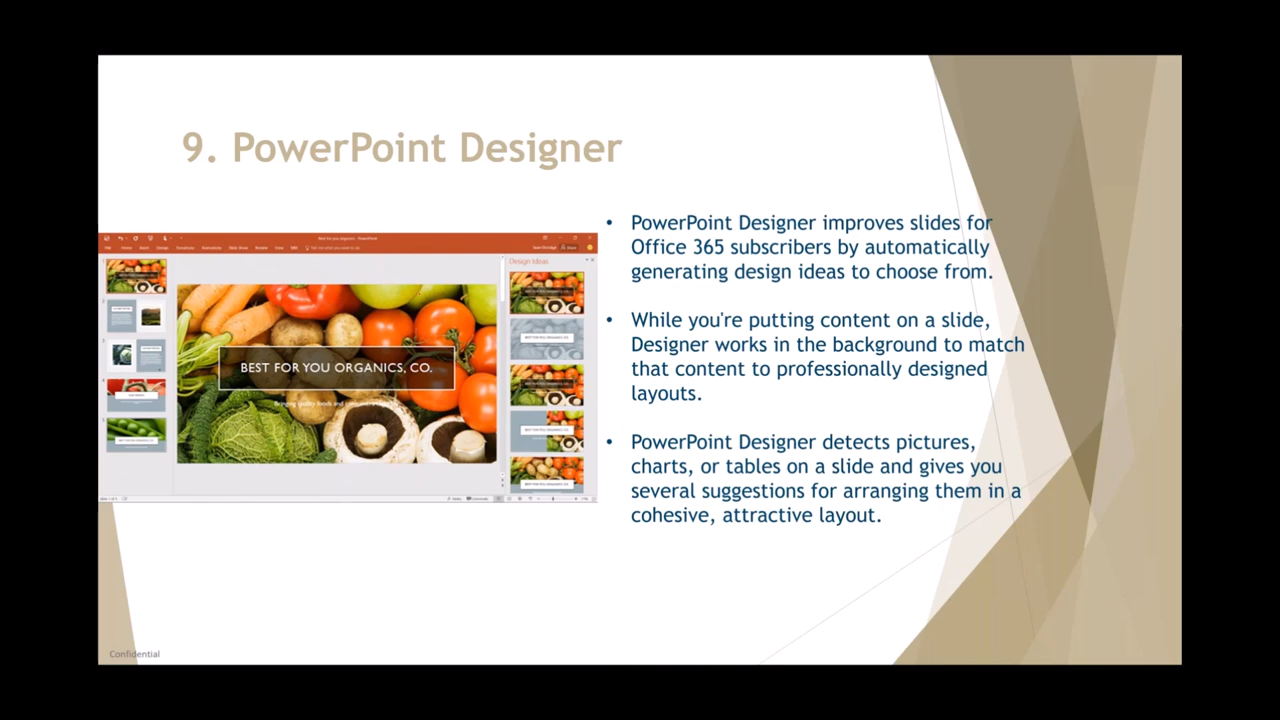 9. PowerPoint Designer
Design Ideas
BEST FOR YOU ORGANICS, CO.
• PowerPoint Designer improves slides for
Office 365 subscribers by automatically
generating design ideas to choose from.
• While you're putting content on a slide,
Designer works in the background to match
that content to professionally designed
layouts.
• PowerPoint Designer detects pictures,
charts, or tables on a slide and gives you
several suggestions for arranging them in a
cohesive, attractive layout.
Confidential